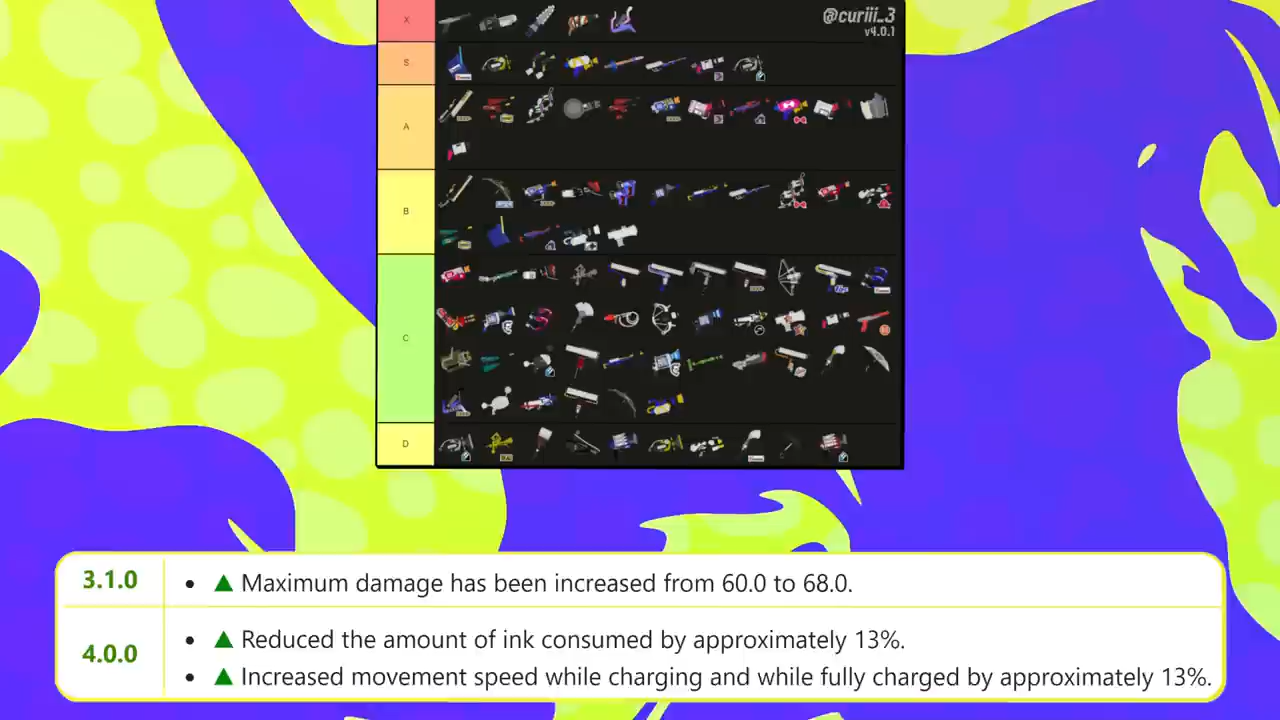 X
@curiii_3
v4.0.1
S
A
B
C
D
3.1.0
• ▲ Maximum damage has been increased from 60.0 to 68.0.
4.0.0
• ▲ Reduced the amount of ink consumed by approximately 13%.
• ▲ Increased movement speed while charging and while fully charged by approximately 13%.